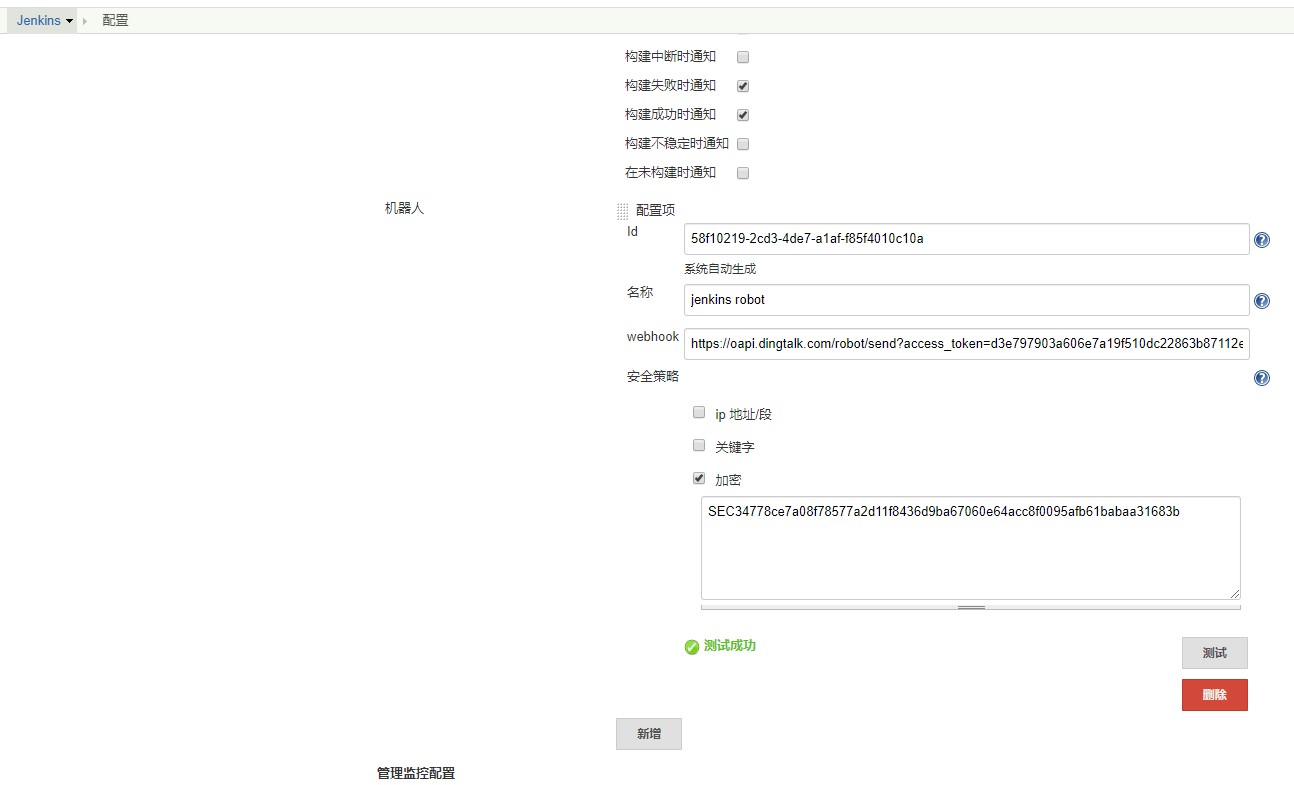 Jenkins 配置
构建中断时通知
构建失败时通知
构建成功时通知
构建不稳定时通知
在未构建时通知
机器人 配置项
Id 58f10219-2cd3-4de7-a1af-f85f4010c10a
系统自动生成
名称 jenkins robot
webhook https://oapi.dingtalk.com/robot/send?access_token=d3e797903a606e7a19f510dc22863b87112e
安全策略
ip 地址/段
关键字
加密
SEC34778ce7a08f78577a2d11f8436d9ba67060e64acc8f0095afb61babaa31683b
测试成功 测试
删除
新增
管理监控配置